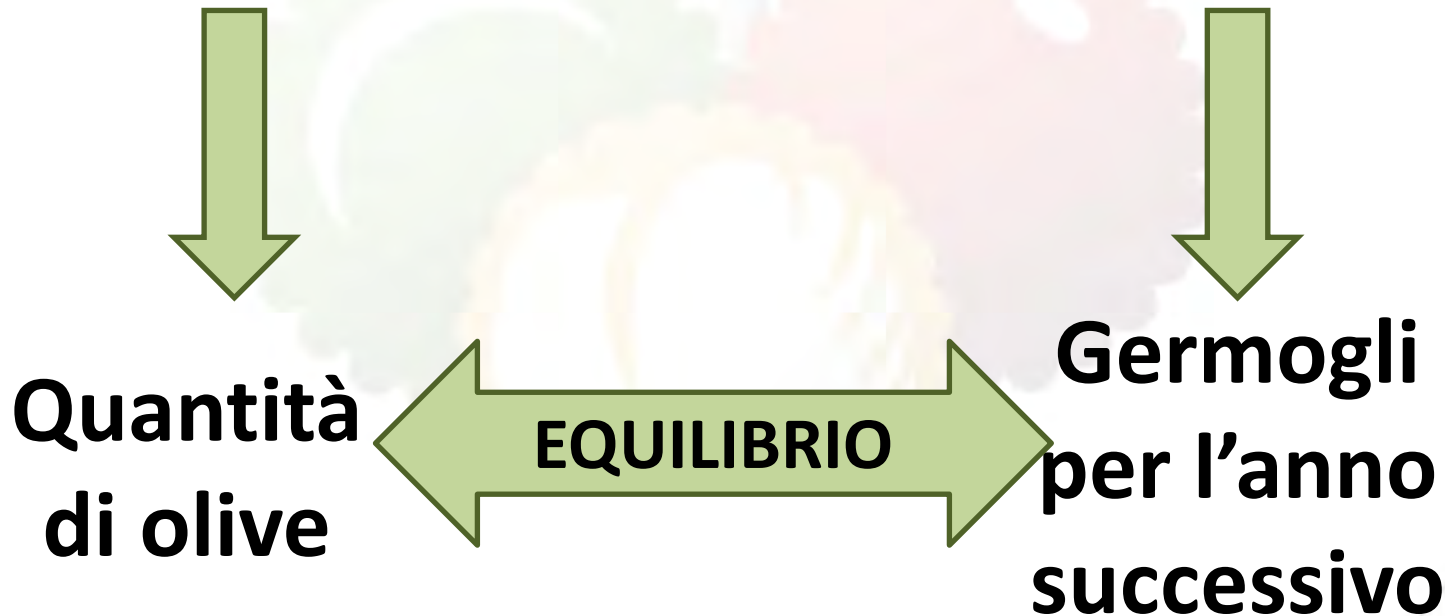 Quantità
di olive
EQUILIBRIO
Germogli
per l’anno
successivo